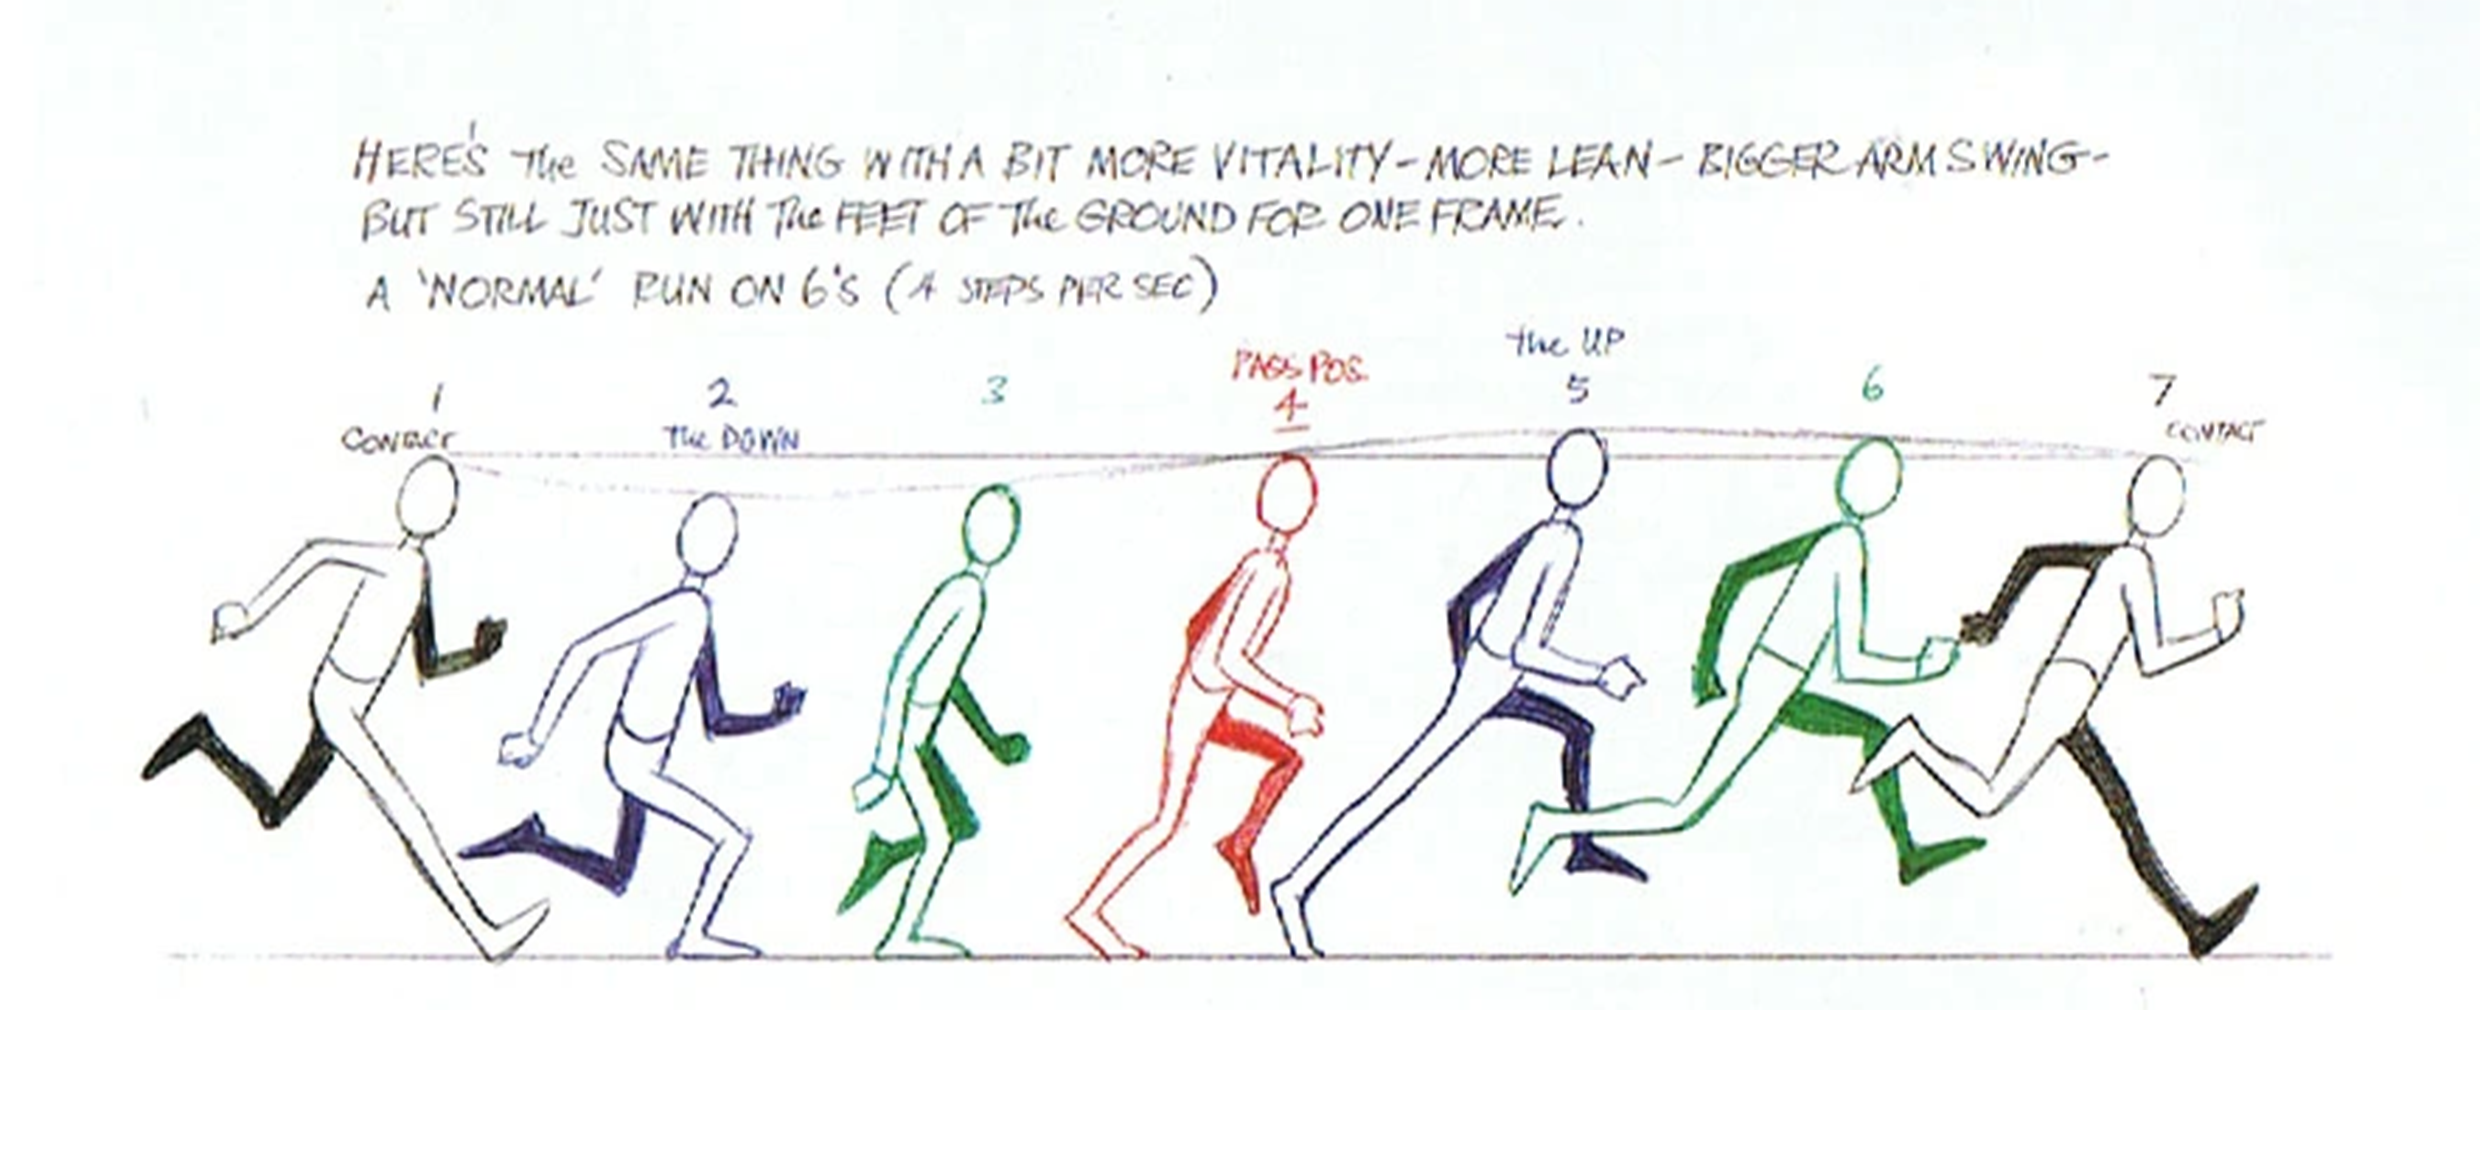 HERE'S The SAME THING WITH A BIT MORE VITALITY - MORE LEAN - BIGGER ARM SWING -
BUT STILL JUST WITH The FEET OF The GROUND FOR ONE FRAME.
A 'NORMAL' RUN ON 6'S (4 STEPS PER SEC)
the UP
PASS POS.
1 2 3 4 5 6 7
CONTACT The DOWN CONTACT